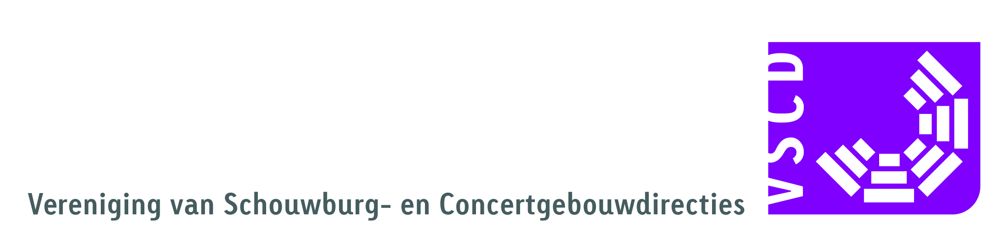 Vereniging van Schouwburg- en Concertgebouwdirecties
VSCD